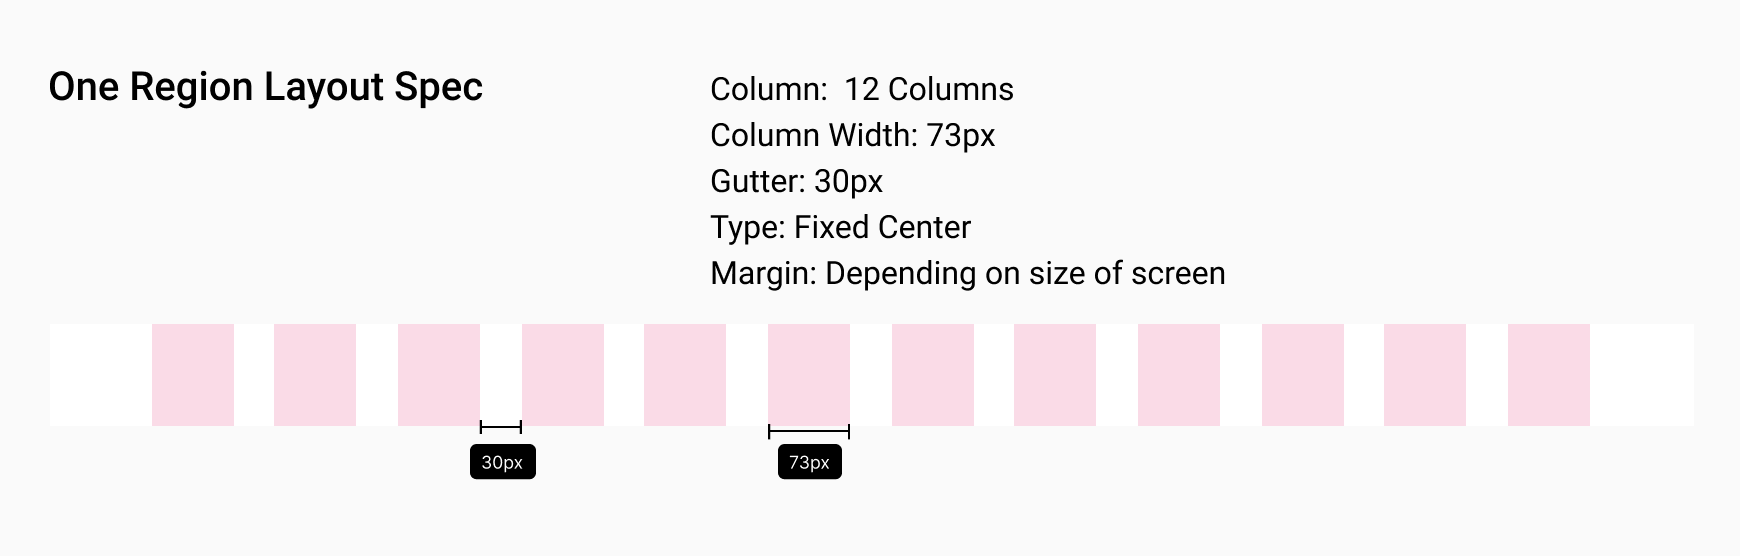 One Region Layout Spec
Column:  12 Columns
Column Width: 73px
Gutter: 30px
Type: Fixed Center
Margin: Depending on size of screen
30px
73px